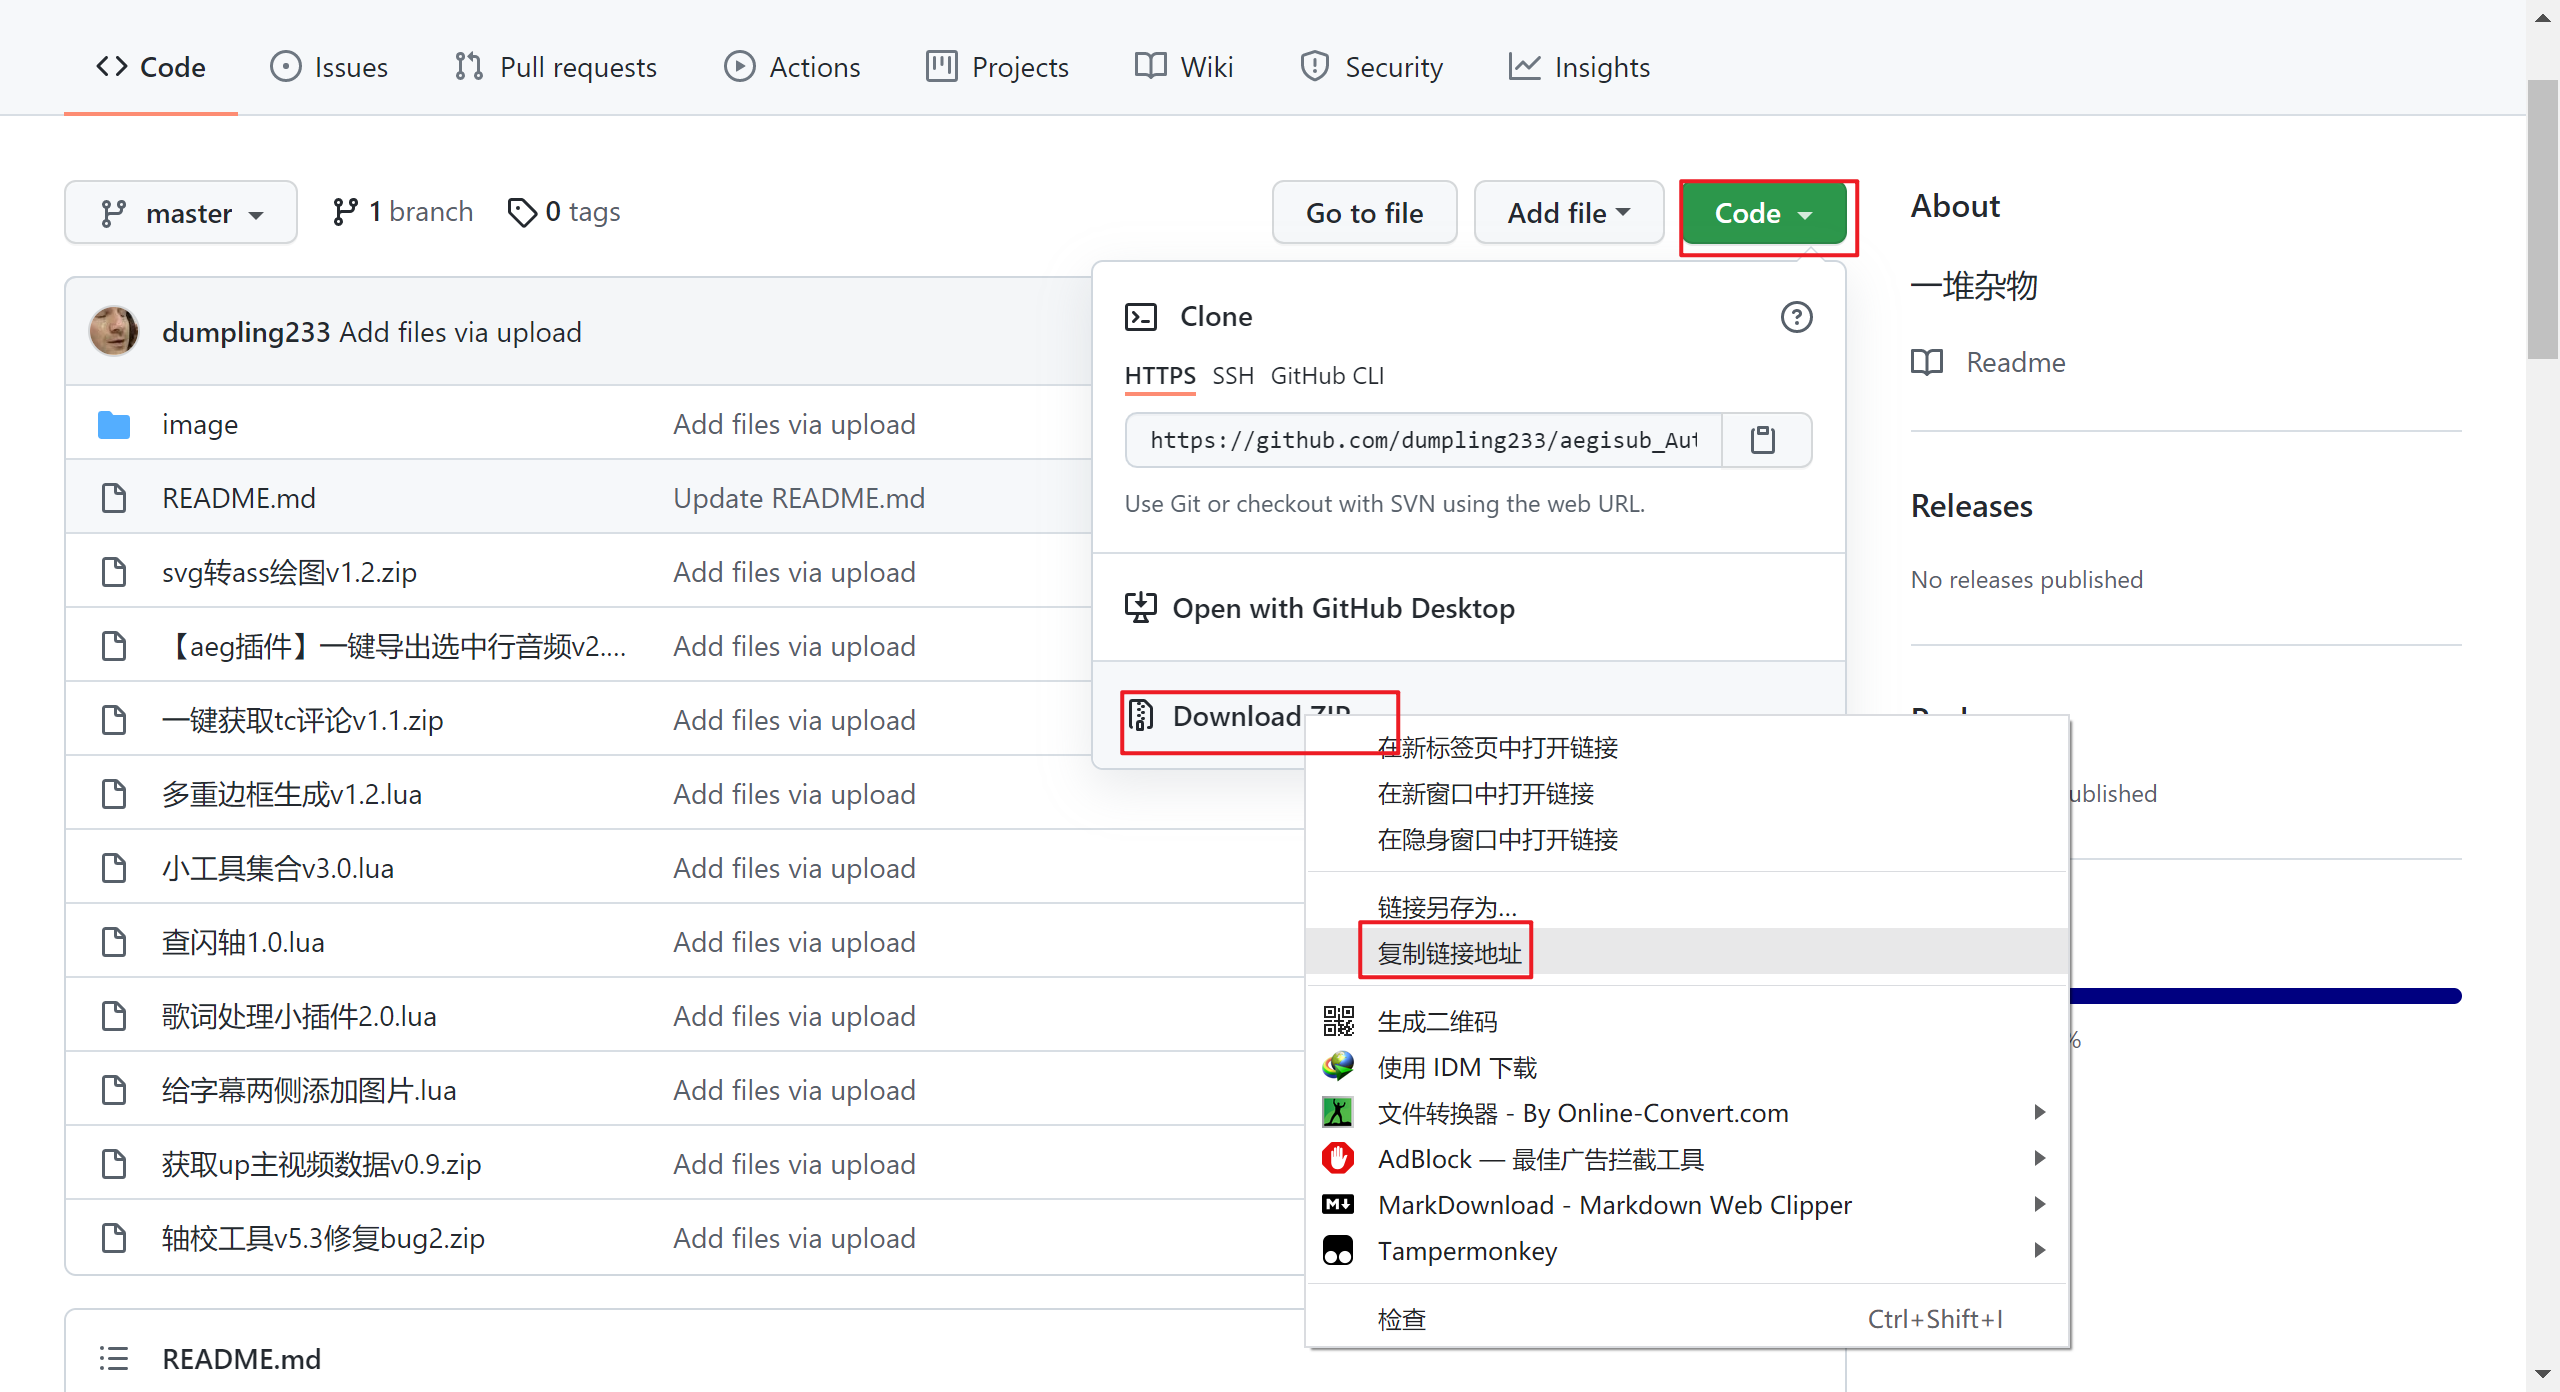 Code
Issues
Pull requests
Actions
Projects
Wiki
Security
Insights
master
1 branch
0 tags
Go to file
Add file
Code
About
一堆杂物
Readme
Releases
No releases published
ublished
%
dumpling233 Add files via upload
image Add files via upload
README.md Update README.md
svg转ass绘图v1.2.zip Add files via upload
【aeg插件】一键导出选中行音频v2.... Add files via upload
一键获取tc评论v1.1.zip Add files via upload
多重边框生成v1.2.lua Add files via upload
小工具集合v3.0.lua Add files via upload
查闪轴1.0.lua Add files via upload
歌词处理小插件2.0.lua Add files via upload
给字幕两侧添加图片.lua Add files via upload
获取up主视频数据v0.9.zip Add files via upload
轴校工具v5.3修复bug2.zip Add files via upload
README.md
Clone
HTTPS SSH GitHub CLI
https://github.com/dumpling233/aegisub_Aut
Use Git or checkout with SVN using the web URL.
Open with GitHub Desktop
Download ZIP
在新标签页中打开链接
在新窗口中打开链接
在隐身窗口中打开链接
链接另存为...
复制链接地址
生成二维码
使用 IDM 下载
文件转换器 - By Online-Convert.com
AdBlock — 最佳广告拦截工具
MarkDownload - Markdown Web Clipper
Tampermonkey
检查 Ctrl+Shift+I